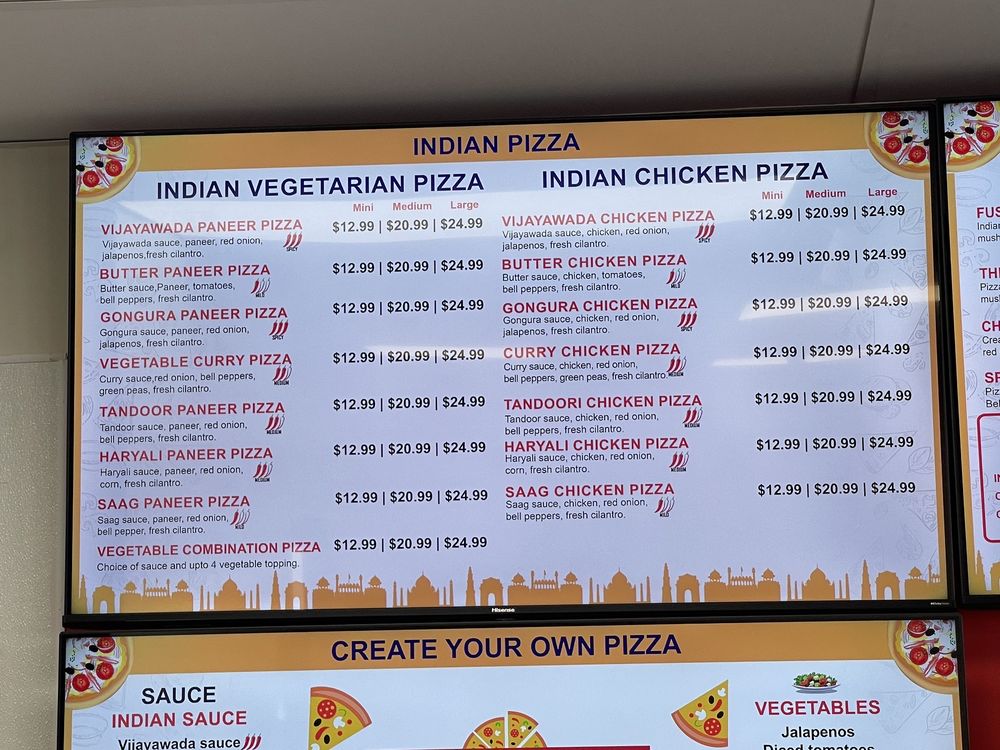 INDIAN PIZZA
INDIAN VEGETARIAN PIZZA
Mini Medium Large
VIJAYAWADA PANEER PIZZA $12.99 | $20.99 | $24.99
Vijayawada sauce, paneer, red onion,
jalapenos,fresh cilantro.
SPICY
BUTTER PANEER PIZZA $12.99 | $20.99 | $24.99
Butter sauce,Paneer, tomatoes,
bell peppers, fresh cilantro.
MILD
GONGURA PANEER PIZZA $12.99 | $20.99 | $24.99
Gongura sauce, paneer, red onion,
jalapenos, fresh cilantro.
SPICY
VEGETABLE CURRY PIZZA $12.99 | $20.99 | $24.99
Curry sauce,red onion, bell peppers,
green peas, fresh cilantro.
MEDIUM
TANDOOR PANEER PIZZA $12.99 | $20.99 | $24.99
Tandoor sauce, paneer, red onion,
bell peppers, fresh cilantro.
MEDIUM
HARYALI PANEER PIZZA $12.99 | $20.99 | $24.99
Haryali sauce, paneer, red onion,
corn, fresh cilantro.
MEDIUM
SAAG PANEER PIZZA $12.99 | $20.99 | $24.99
Saag sauce, paneer, red onion,
bell pepper, fresh cilantro.
MILD
VEGETABLE COMBINATION PIZZA $12.99 | $20.99 | $24.99
Choice of sauce and upto 4 vegetable topping.
INDIAN CHICKEN PIZZA
Mini Medium Large
VIJAYAWADA CHICKEN PIZZA $12.99 | $20.99 | $24.99
Vijayawada sauce, chicken, red onion,
jalapenos, fresh cilantro.
SPICY
BUTTER CHICKEN PIZZA $12.99 | $20.99 | $24.99
Butter sauce, chicken, tomatoes,
bell peppers, fresh cilantro.
MILD
GONGURA CHICKEN PIZZA $12.99 | $20.99 | $24.99
Gongura sauce, chicken, red onion,
jalapenos, fresh cilantro.
SPICY
CURRY CHICKEN PIZZA $12.99 | $20.99 | $24.99
Curry sauce, chicken, red onion,
bell peppers, green peas, fresh cilantro.
MEDIUM
TANDOORI CHICKEN PIZZA $12.99 | $20.99 | $24.99
Tandoor sauce, chicken, red onion,
bell peppers, fresh cilantro.
MEDIUM
HARYALI CHICKEN PIZZA $12.99 | $20.99 | $24.99
Haryali sauce, chicken, red onion,
corn, fresh cilantro.
MEDIUM
SAAG CHICKEN PIZZA $12.99 | $20.99 | $24.99
Saag sauce, chicken, red onion,
bell peppers, fresh cilantro.
MILD
Hisense
CREATE YOUR OWN PIZZA
SAUCE
INDIAN SAUCE
Vijayawada sauce
VEGETABLES
Jalapenos
Diced tomatoes